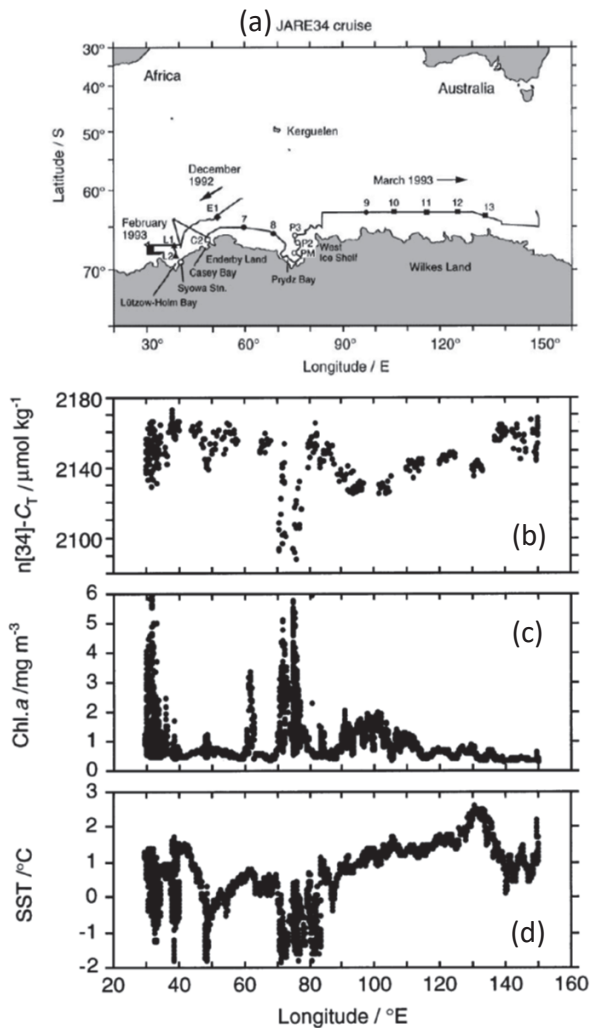 (a) JARE34 cruise
30°
40°
50°
60°
70°
Latitude / S
Africa
Australia
Kerguelen
December
1992
March 1993
E1
7
8
9
10
11
12
13
February
1993
L1
C2
P3
P2
PM
West
Ice Shelf
Enderby Land
Casey Bay
Syowa Stn.
Lützow-Holm Bay
Prydz Bay
Wilkes Land
30°
60°
90°
120°
150°
Longitude / E
2180
2140
2100
n[34]-CT / μmol kg-1
(b)
6
5
4
3
2
1
0
Chl.a /mg m-3
(c)
3
2
1
0
-1
-2
SST /°C
(d)
20 40 60 80 100 120 140 160
Longitude / °E